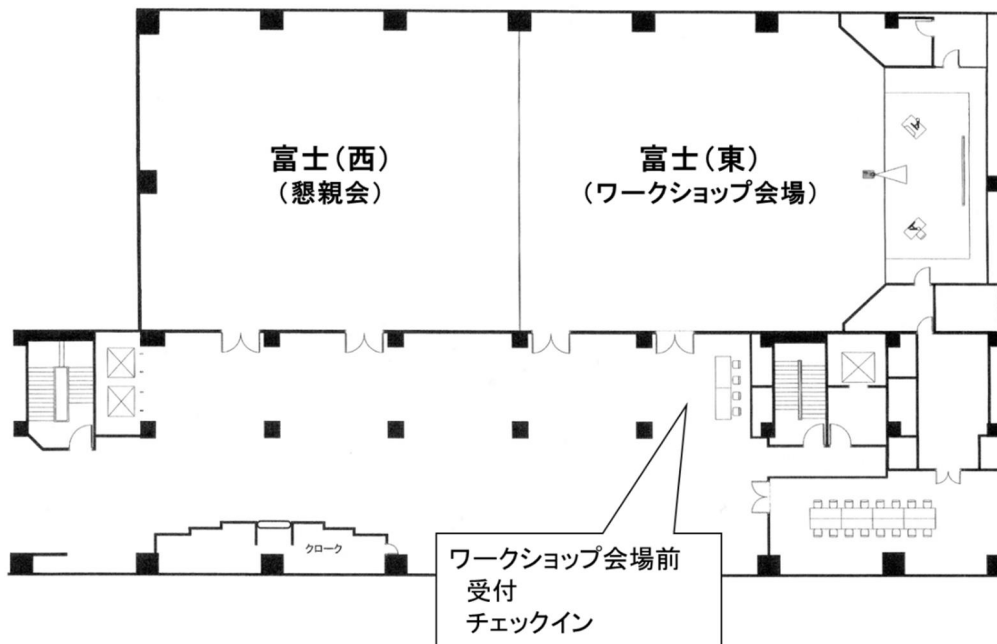 富士(西)
(懇親会)
富士(東)
(ワークショップ会場)
クローク
ワークショップ会場前
受付
チェックイン